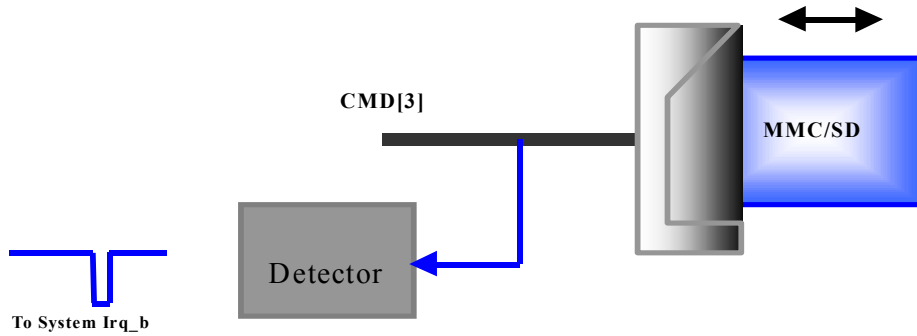 CMD[3]
MMC/SD
Detector
To System Irq_b